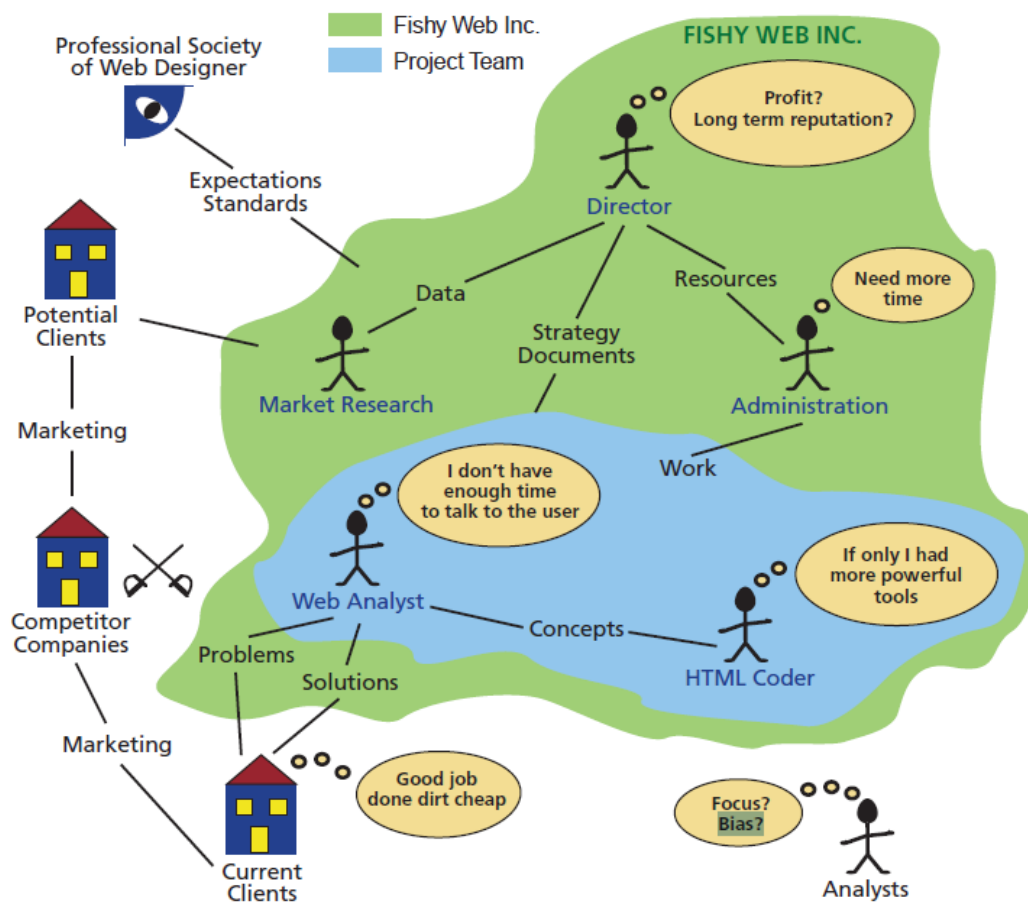 Professional Society
of Web Designer
Fishy Web Inc.
Project Team
FISHY WEB INC.
Profit?
Long term reputation?
Expectations
Standards
Director
Data
Resources
Need more
time
Potential
Clients
Strategy
Documents
Market Research
Administration
Marketing
Work
I don't have
enough time
to talk to the user
If only I had
more powerful
tools
Competitor
Companies
Web Analyst
Concepts
HTML Coder
Problems
Solutions
Marketing
Good job
done dirt cheap
Focus?
Bias?
Current
Clients
Analysts